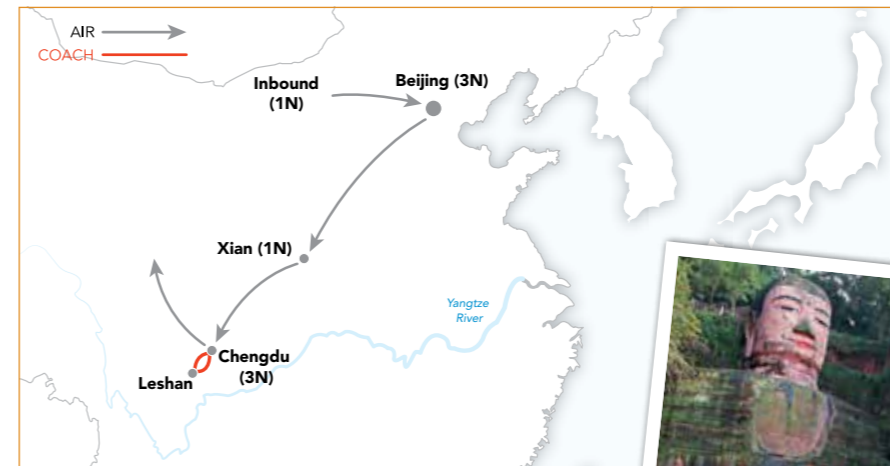 AIR
COACH
Inbound
(1N)
Beijing (3N)
Xian (1N)
Yangtze
River
Chengdu
(3N)
Leshan